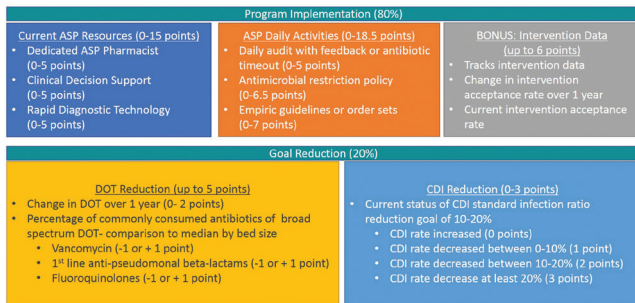 Program Implementation (80%)
Current ASP Resources (0-15 points)
• Dedicated ASP Pharmacist
(0-5 points)
• Clinical Decision Support
(0-5 points)
• Rapid Diagnostic Technology
(0-5 points)
ASP Daily Activities (0-18.5 points)
• Daily audit with feedback or antibiotic
timeout (0-5 points)
• Antimicrobial restriction policy
(0-6.5 points)
• Empiric guidelines or order sets
(0-7 points)
BONUS: Intervention Data
(up to 6 points)
• Tracks intervention data
• Change in intervention
acceptance rate over 1 year
• Current intervention acceptance
rate
Goal Reduction (20%)
DOT Reduction (up to 5 points)
• Change in DOT over 1 year (0- 2 points)
• Percentage of commonly consumed antibiotics of broad
spectrum DOT- comparison to median by bed size
• Vancomycin (-1 or + 1 point)
• 1st line anti-pseudomonal beta-lactams (-1 or + 1 point)
• Fluoroquinolones (-1 or + 1 point)
CDI Reduction (0-3 points)
• Current status of CDI standard infection ratio
reduction goal of 10-20%
• CDI rate increased (0 points)
• CDI rate decreased between 0-10% (1 point)
• CDI rate decreased between 10-20% (2 points)
• CDI rate decrease at least 20% (3 points)